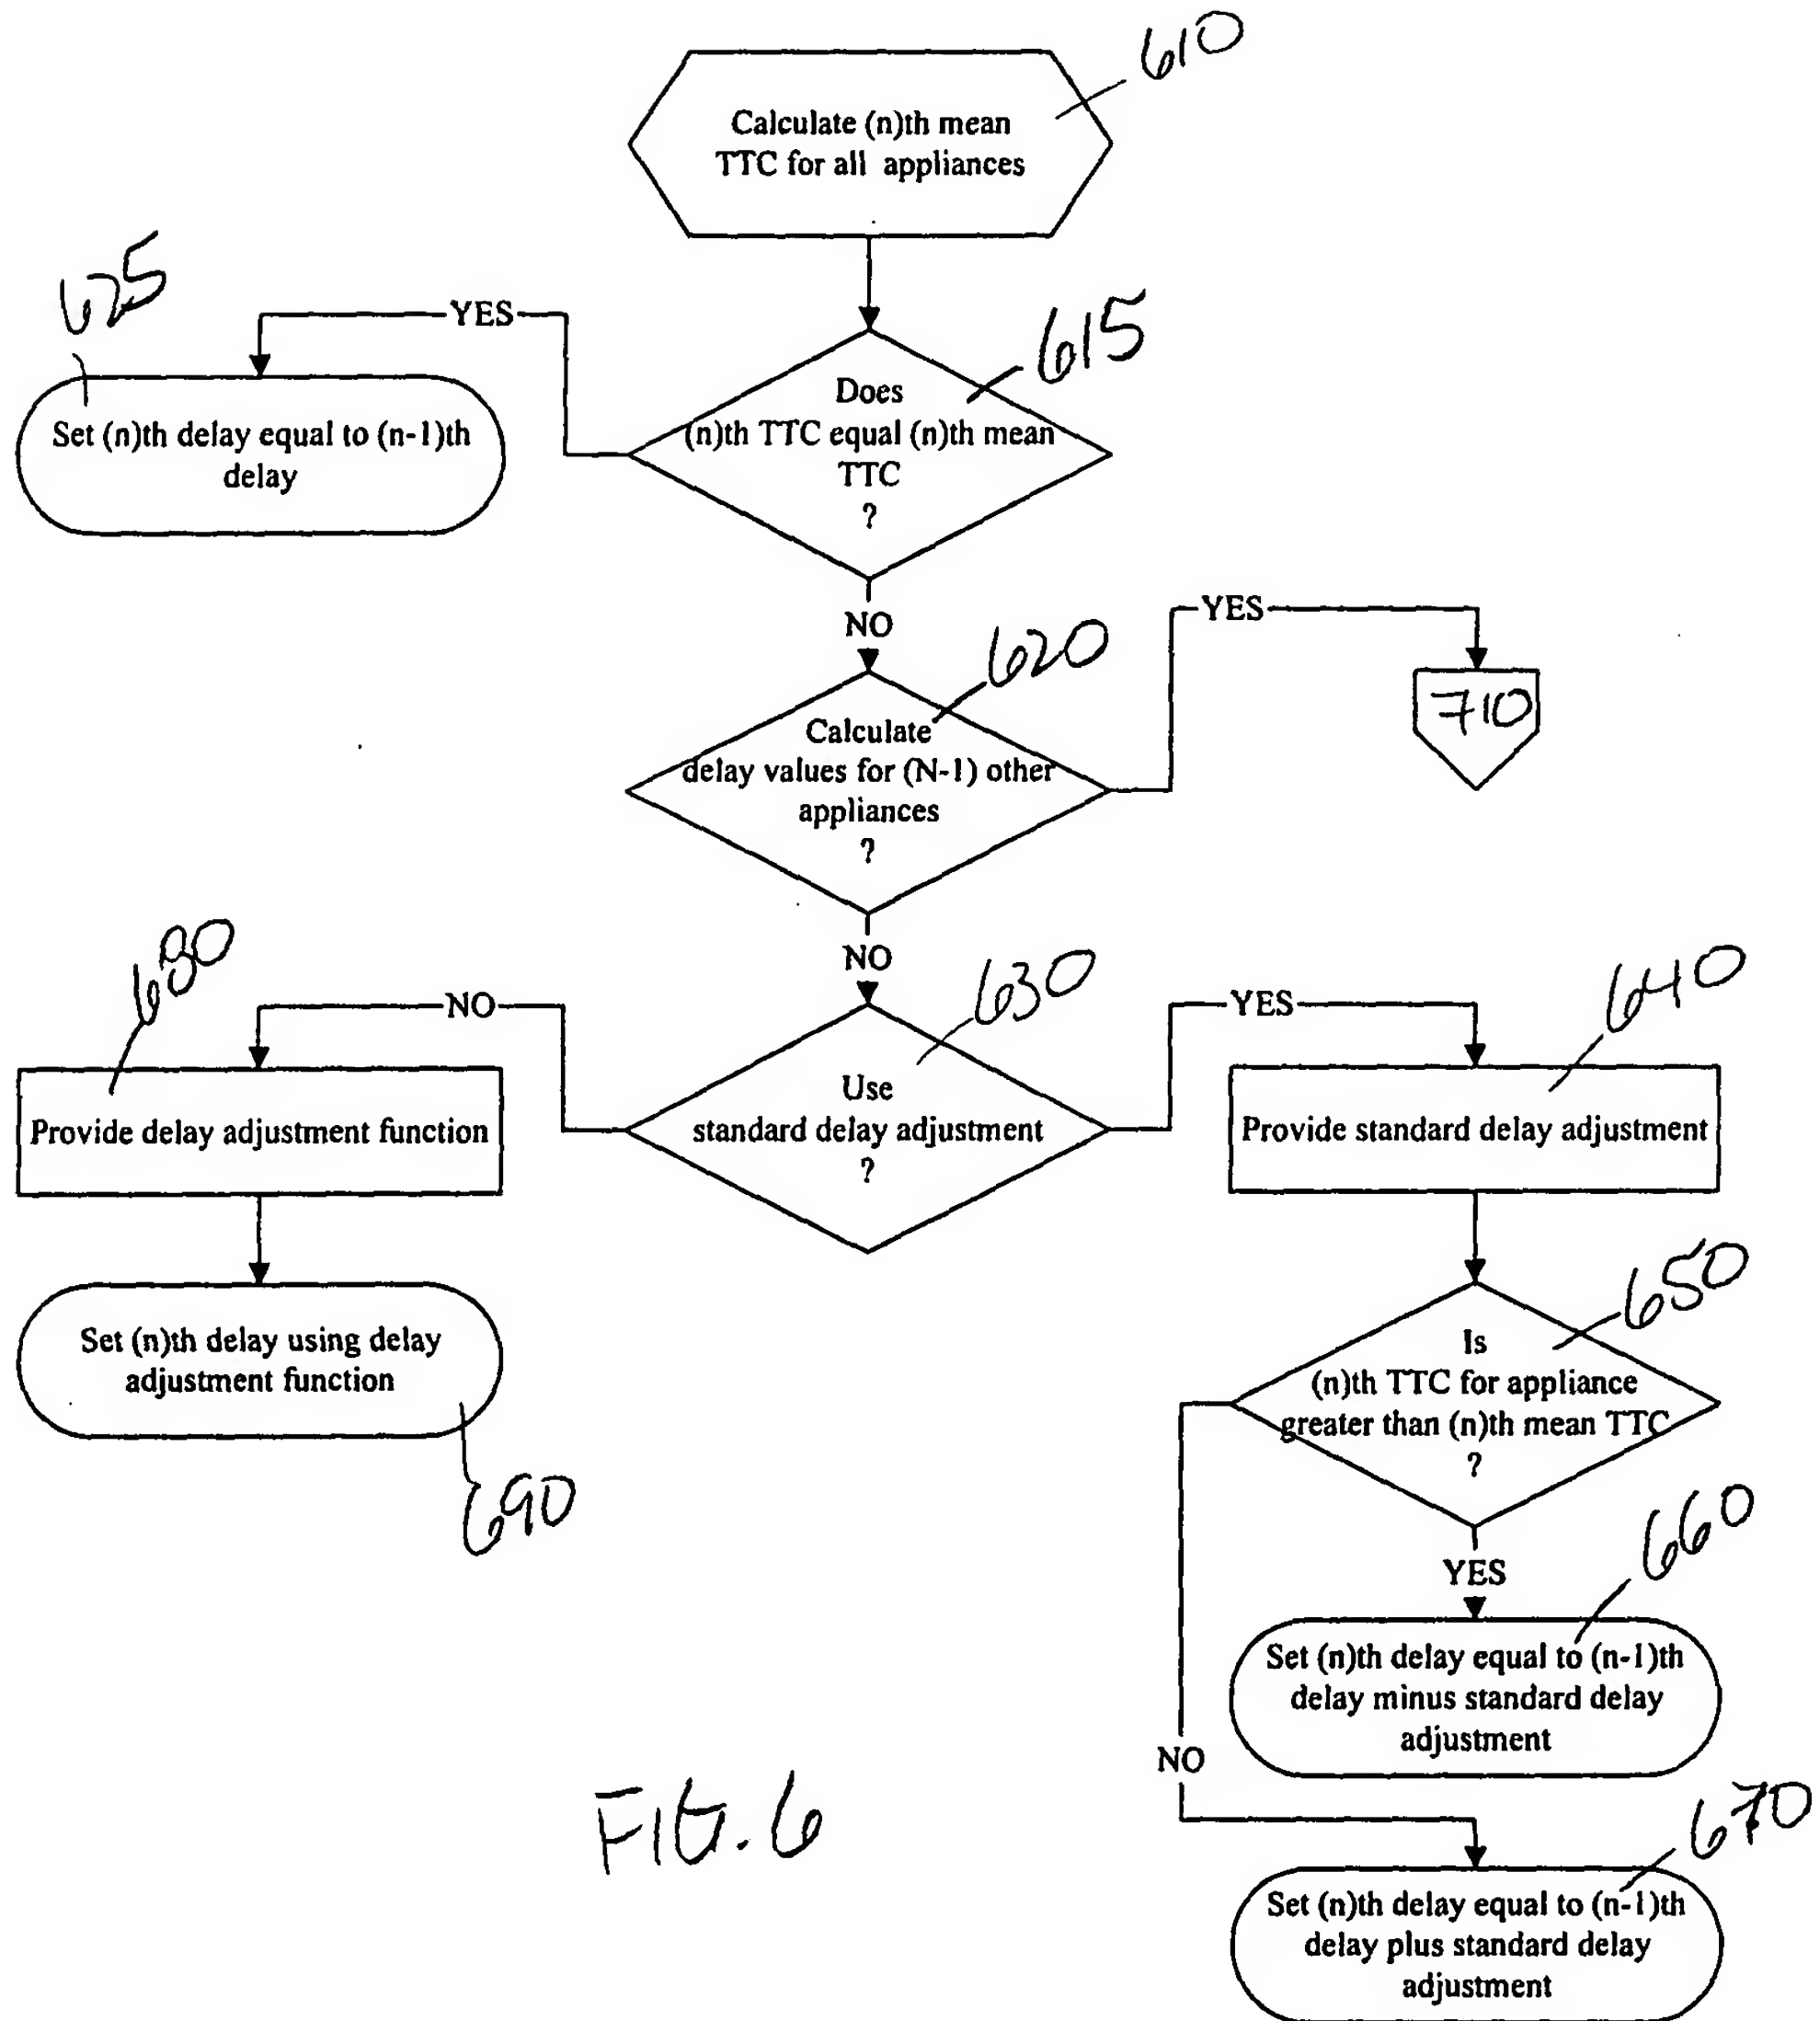 610
Calculate (n)th mean
TTC for all appliances
625
YES
615
Does
(n)th TTC equal (n)th mean
TTC
?
Set (n)th delay equal to (n-1)th
delay
NO
YES
620
710
Calculate
delay values for (N-1) other
appliances
?
NO
680
NO
630
YES
640
Use
standard delay adjustment
?
Provide delay adjustment function
Provide standard delay adjustment
650
Set (n)th delay using delay
adjustment function
Is
(n)th TTC for appliance
greater than (n)th mean TTC
?
690
660
YES
Set (n)th delay equal to (n-1)th
delay minus standard delay
adjustment
NO
FIG. 6
670
Set (n)th delay equal to (n-1)th
delay plus standard delay
adjustment